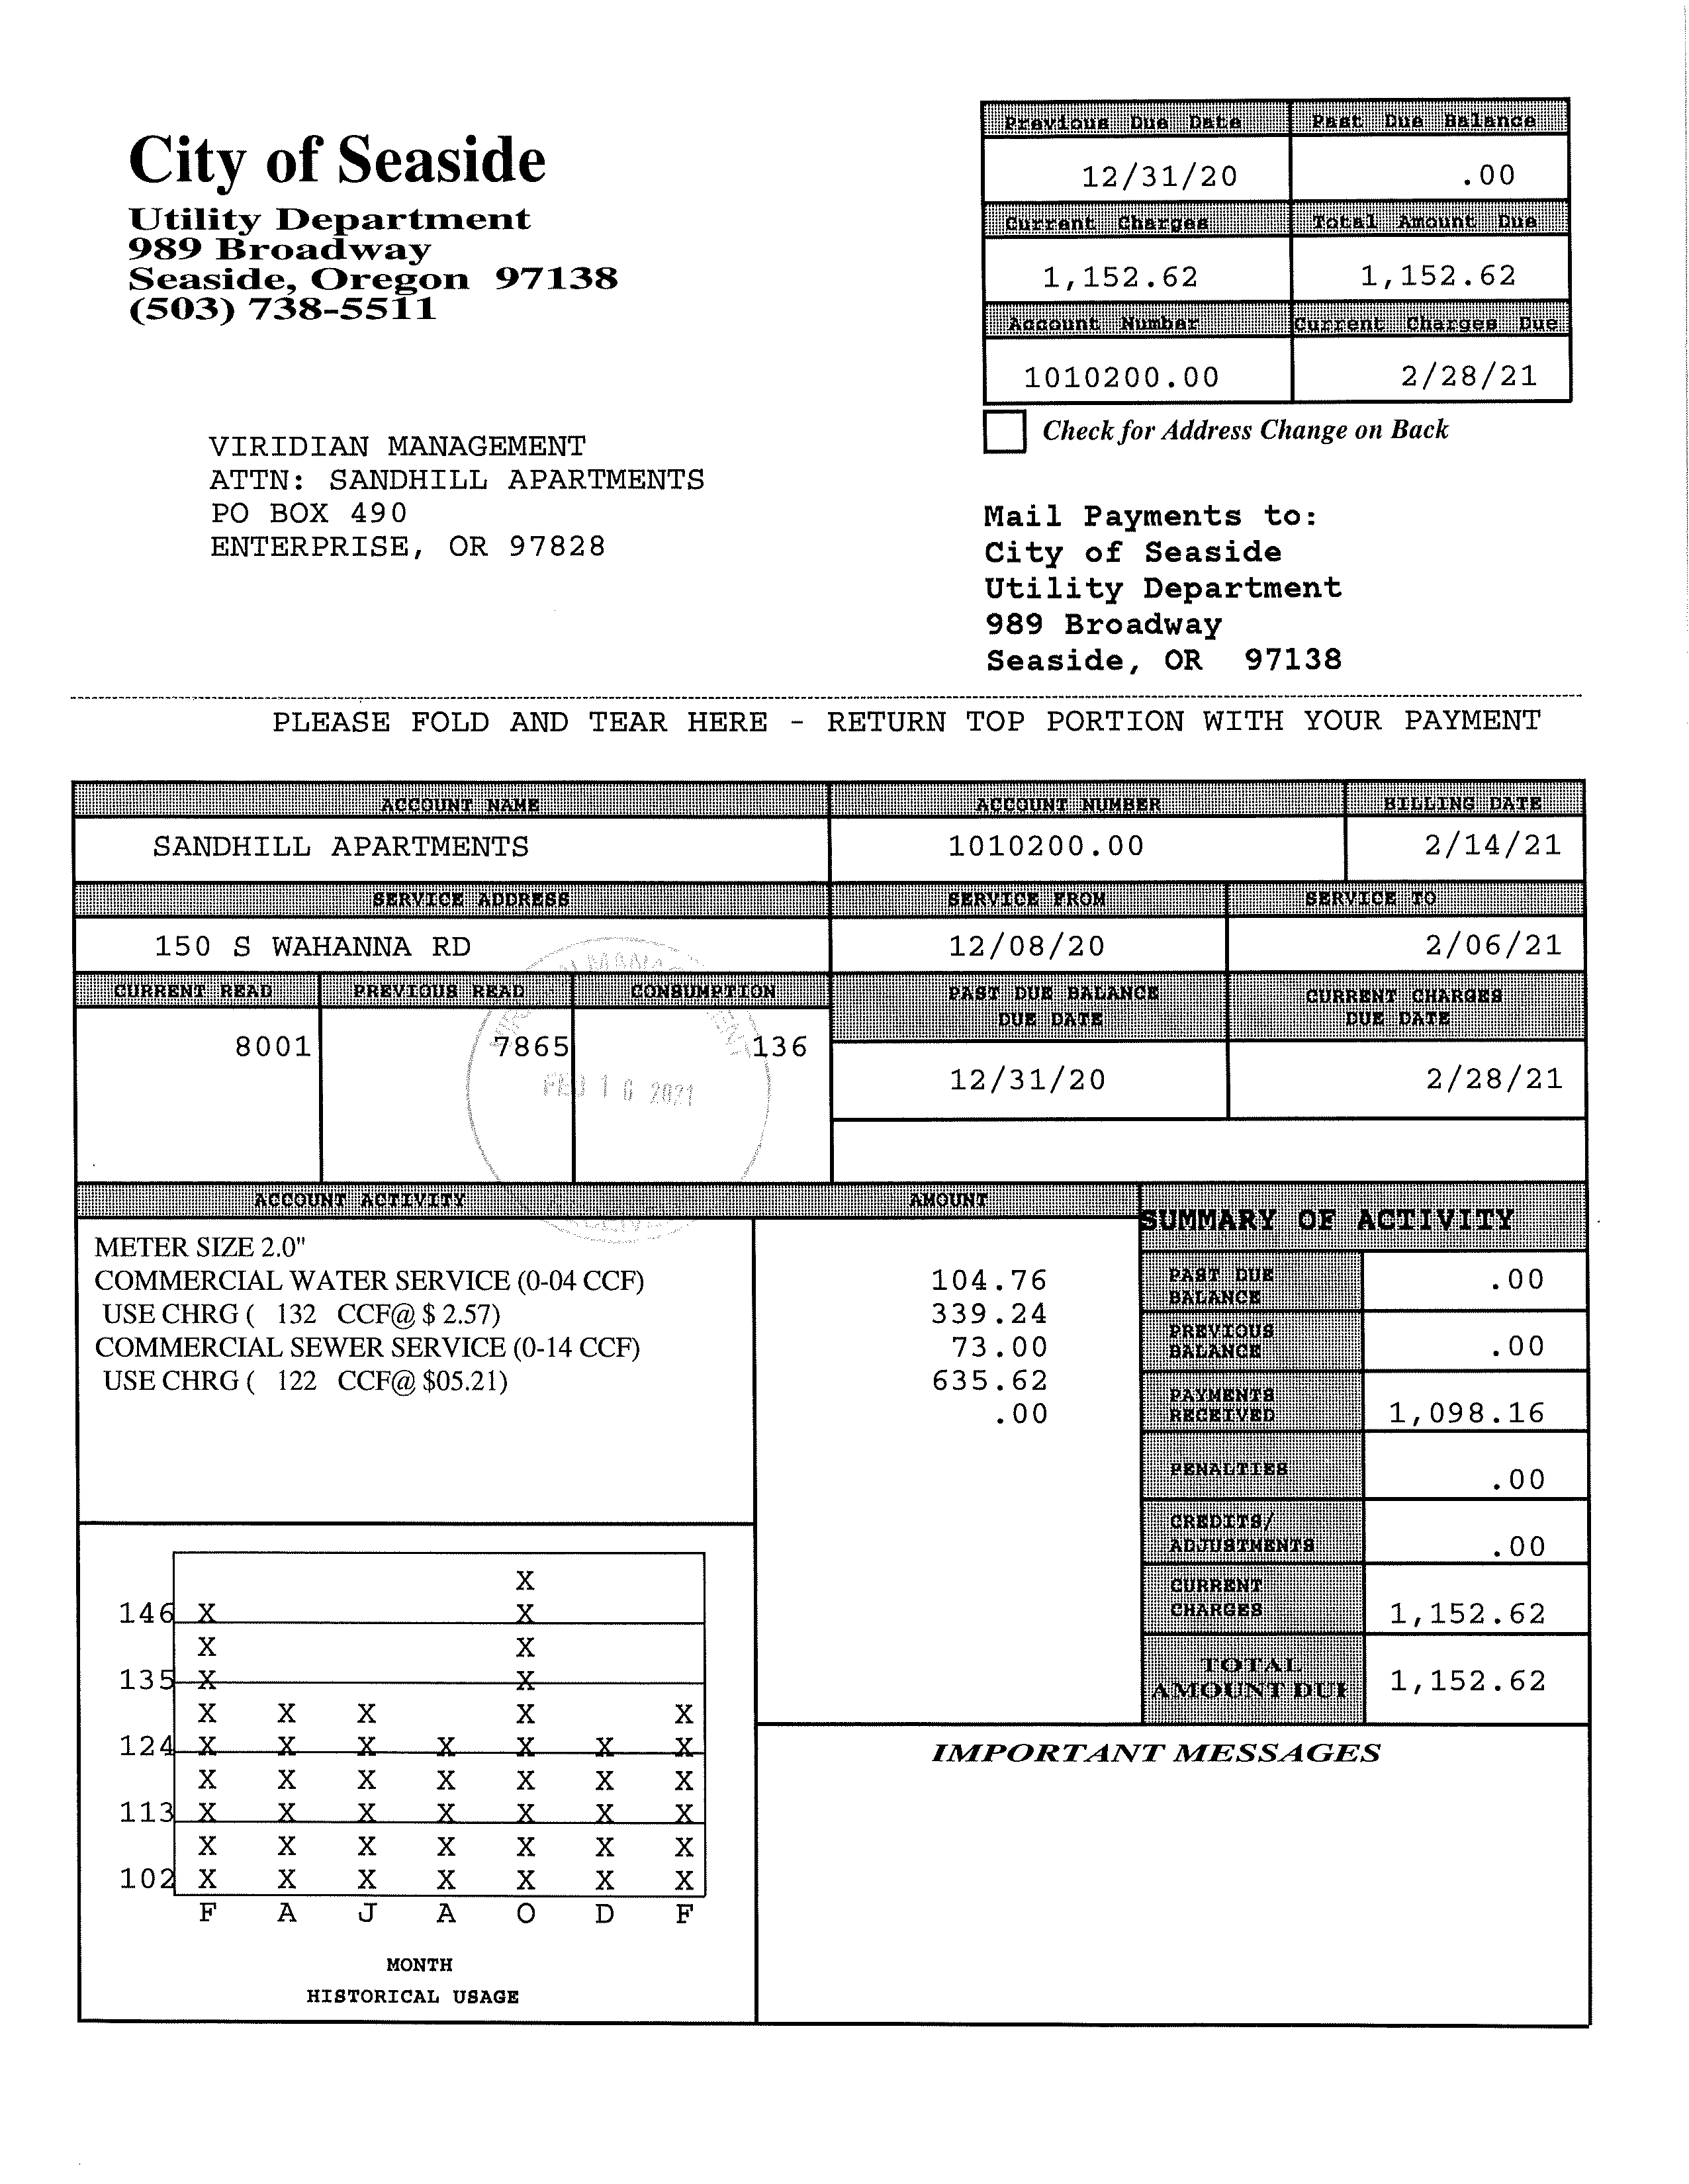 City of Seaside
Utility Department
989 Broadway
Seaside, Oregon 97138
(503) 738-5511
Previous Due Date Past Due Balance
12/31/20 .00
Current Charges Total Amount Due
1,152.62 1,152.62
Account Number Current Charges Due
1010200.00 2/28/21
Check for Address Change on Back
VIRIDIAN MANAGEMENT
ATTN: SANDHILL APARTMENTS
PO BOX 490
ENTERPRISE, OR 97828
Mail Payments to:
City of Seaside
Utility Department
989 Broadway
Seaside, OR 97138
PLEASE FOLD AND TEAR HERE - RETURN TOP PORTION WITH YOUR PAYMENT
ACCOUNT NAME ACCOUNT NUMBER BILLING DATE
SANDHILL APARTMENTS 1010200.00 2/14/21
SERVICE ADDRESS SERVICE FROM SERVICE TO
150 S WAHANNA RD 12/08/20 2/06/21
CURRENT READ PREVIOUS READ CONSUMPTION
8001 7865 136
PAST DUE BALANCE
DUE DATE
CURRENT CHARGES
DUE DATE
12/31/20 2/28/21
2021
ACCOUNT ACTIVITY AMOUNT
METER SIZE 2.0"
COMMERCIAL WATER SERVICE (0-04 CCF) 104.76
USE CHRG ( 132 CCF@ $ 2.57) 339.24
COMMERCIAL SEWER SERVICE (0-14 CCF) 73.00
USE CHRG ( 122 CCF@ $05.21) 635.62
.00
SUMMARY OF ACTIVITY
PAST DUE
BALANCE .00
PREVIOUS
BALANCE .00
PAYMENTS
RECEIVED 1,098.16
PENALTIES .00
CREDITS/
ADJUSTMENTS .00
CURRENT
CHARGES 1,152.62
TOTAL
AMOUNT DUE 1,152.62
X X
146 X X
X X
135 X X
X X X X X
124 X X X X X X X
X X X X X X X
113 X X X X X X X
X X X X X X X
102 X X X X X X X
F A J A O D F
MONTH
HISTORICAL USAGE
IMPORTANT MESSAGES